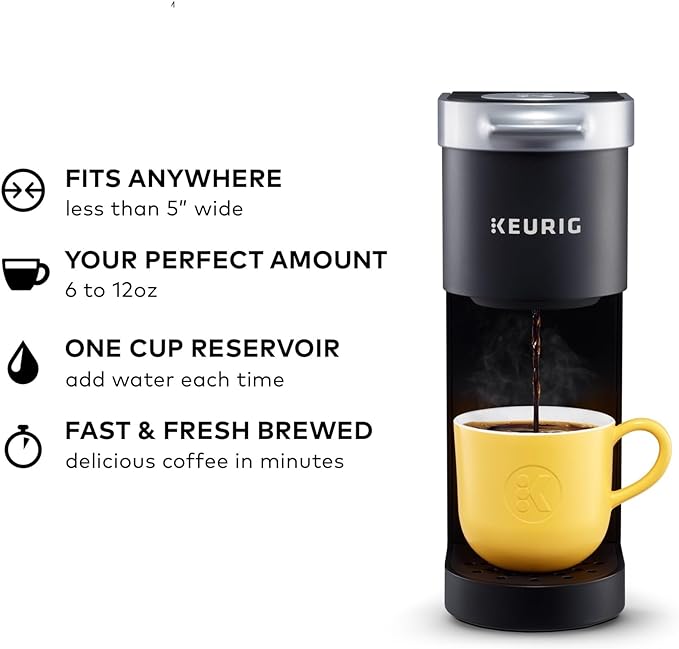 FITS ANYWHERE
less than 5” wide
YOUR PERFECT AMOUNT
6 to 12oz
ONE CUP RESERVOIR
add water each time
FAST & FRESH BREWED
delicious coffee in minutes
KEURIG
K